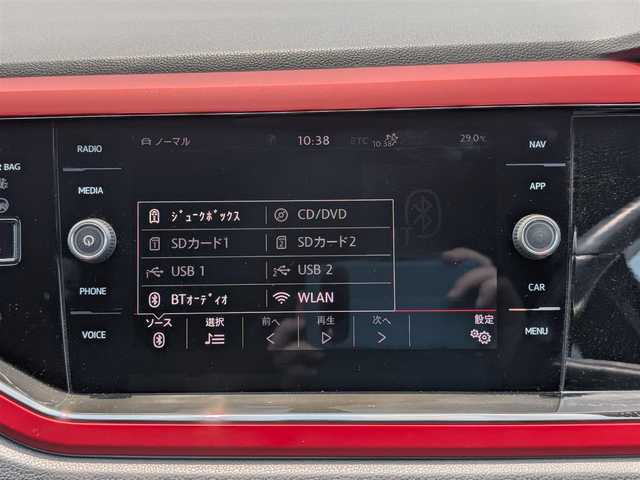 RADIO
MEDIA
PHONE
VOICE
BAG
ノーマル
10:38
ETC
10:38
29.0℃
ジュークボックス
CD/DVD
SDカード1
SDカード2
USB 1
USB 2
BTオーディオ
WLAN
ソース
選択
前へ
再生
次へ
設定
NAV
APP
CAR
MENU